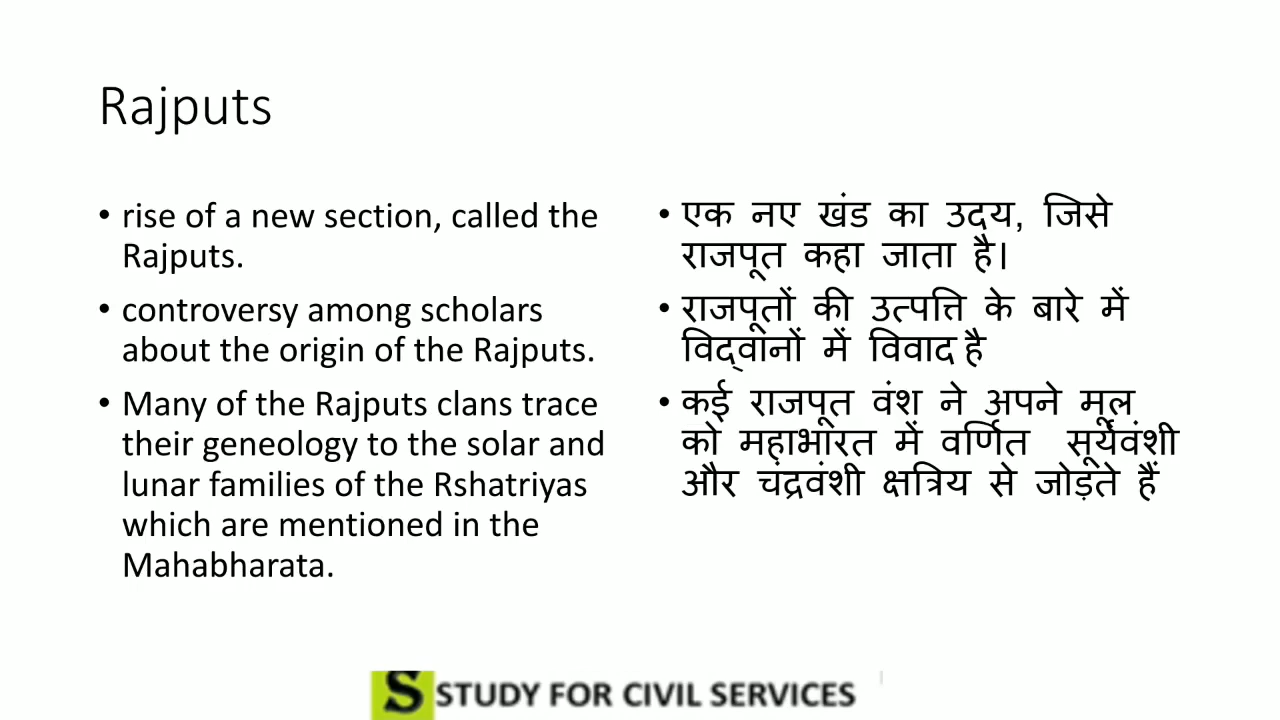 Rajputs
• rise of a new section, called the
Rajputs.
• controversy among scholars
about the origin of the Rajputs.
• Many of the Rajputs clans trace
their geneology to the solar and
lunar families of the Rshatriyas
which are mentioned in the
Mahabharata.
• एक नए खंड का उदय, जिसे
राजपूत कहा जाता है।
• राजपूतों की उत्पत्ति के बारे में
विद्वानों में विवाद है
• कई राजपूत वंश ने अपने मूल
को महाभारत में वर्णित सूर्यवंशी
और चंद्रवंशी क्षत्रिय से जोड़ते हैं
S STUDY FOR CIVIL SERVICES